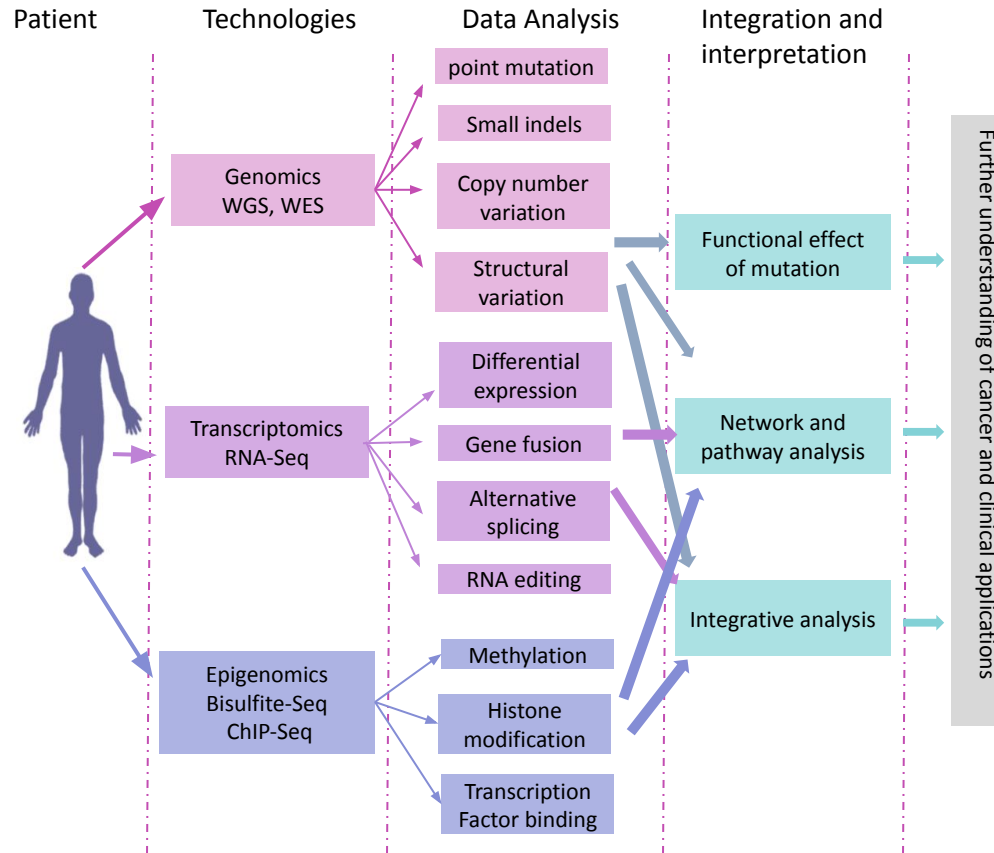 Patient
Technologies
Data Analysis
Integration and
interpretation
Genomics
WGS, WES
Transcriptomics
RNA-Seq
Epigenomics
Bisulfite-Seq
ChIP-Seq
point mutation
Small indels
Copy number
variation
Structural
variation
Differential
expression
Gene fusion
Alternative
splicing
RNA editing
Methylation
Histone
modification
Transcription
Factor binding
Functional effect
of mutation
Network and
pathway analysis
Integrative analysis
Further understanding of cancer and clinical applications